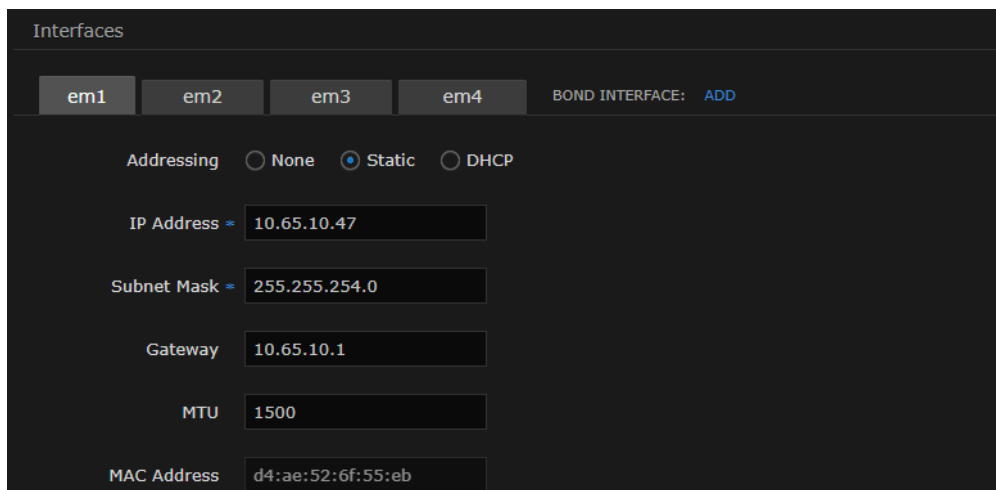 Interfaces
em1 em2 em3 em4 BOND INTERFACE: ADD
Addressing None Static DHCP
IP Address * 10.65.10.47
Subnet Mask * 255.255.254.0
Gateway 10.65.10.1
MTU 1500
MAC Address d4:ae:52:6f:55:eb